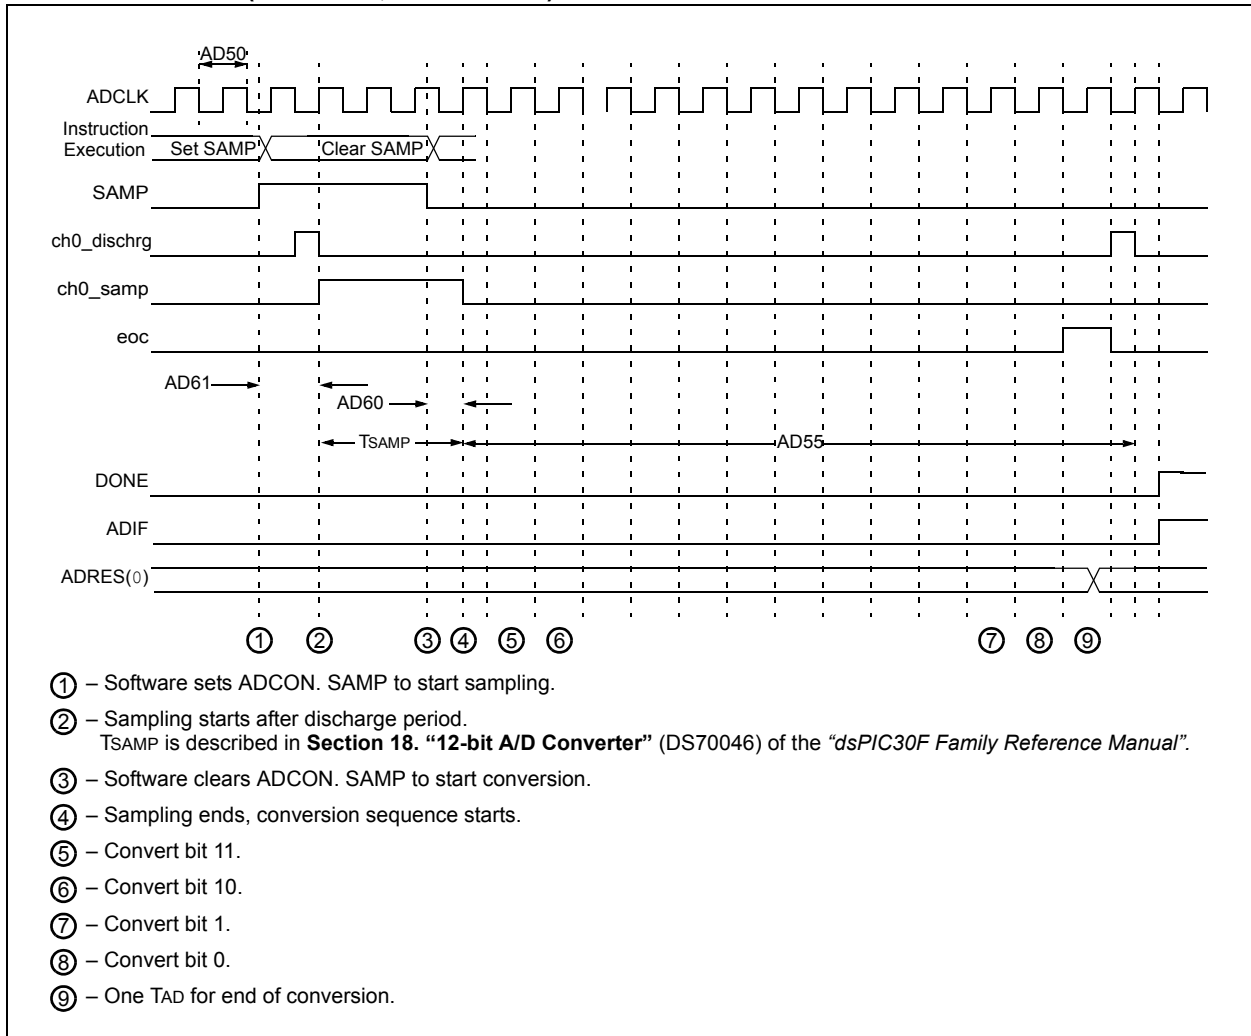 AD50
ADCLK
Instruction
Execution
Set SAMP
Clear SAMP
SAMP
ch0_dischrg
ch0_samp
eoc
AD61
AD60
TSAMP
AD55
DONE
ADIF
ADRES(0)
1 2 3 4 5 6 7 8 9
1 – Software sets ADCON. SAMP to start sampling.
2 – Sampling starts after discharge period.
TSAMP is described in Section 18. “12-bit A/D Converter” (DS70046) of the “dsPIC30F Family Reference Manual”.
3 – Software clears ADCON. SAMP to start conversion.
4 – Sampling ends, conversion sequence starts.
5 – Convert bit 11.
6 – Convert bit 10.
7 – Convert bit 1.
8 – Convert bit 0.
9 – One TAD for end of conversion.